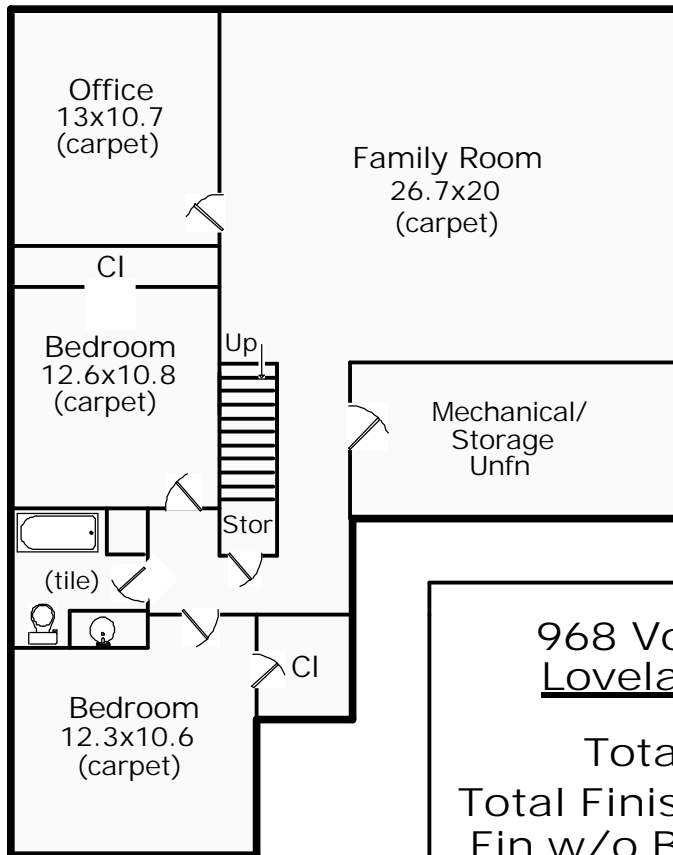 Office
13x10.7
(carpet)
Family Room
26.7x20
(carpet)
Cl
Bedroom
12.6x10.8
(carpet)
Up
Mechanical/
Storage
Unfn
Stor
(tile)
Cl
Bedroom
12.3x10.6
(carpet)
968 Vo
Lovela
Tota
Total Finis
Fin w/o B